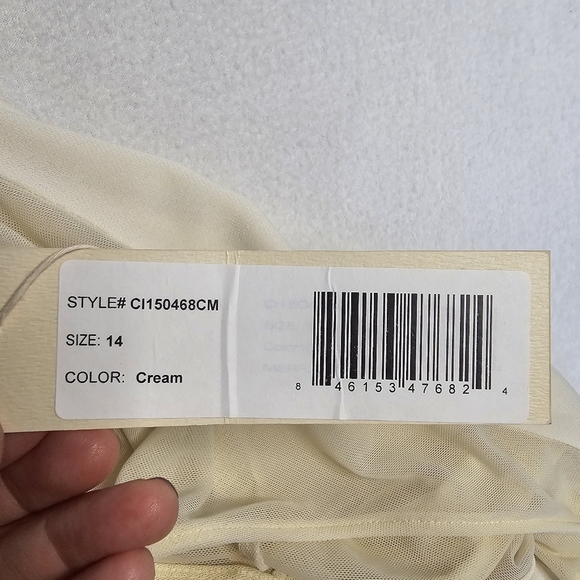 STYLE# CI150468CM
SIZE: 14
COLOR: Cream
8 46153 47682 4